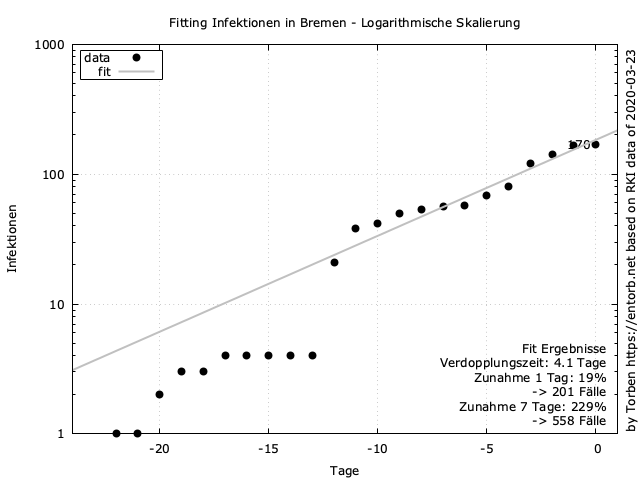 Fitting Infektionen in Bremen - Logarithmische Skalierung
1000
100
10
1
Infektionen
data
fit
170
Fit Ergebnisse
Verdopplungszeit: 4.1 Tage
Zunahme 1 Tag: 19%
-> 201 Fälle
Zunahme 7 Tage: 229%
-> 558 Fälle
-20 -15 -10 -5 0
Tage
by Torben https://entorb.net based on RKI data of 2020-03-23